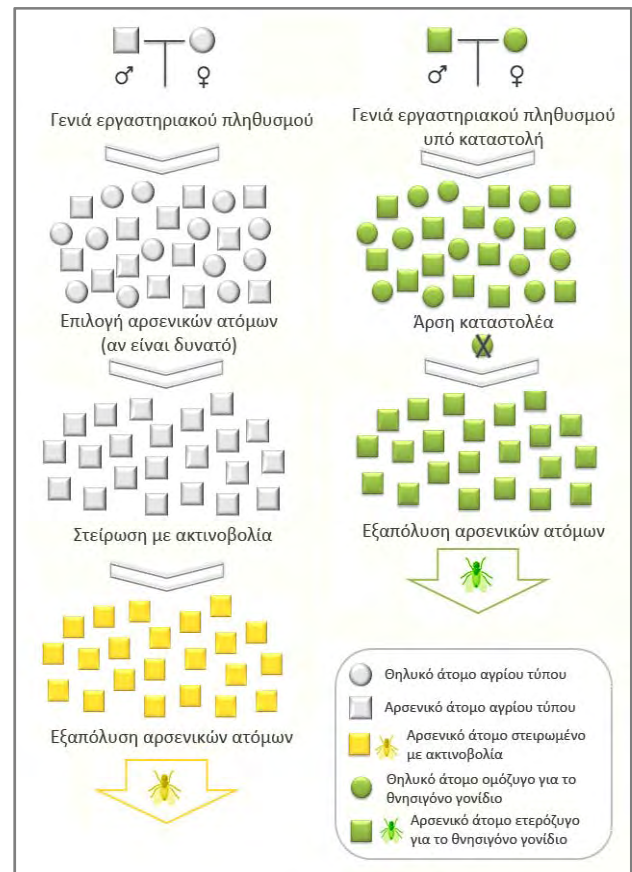 ♂ ♀
Γενιά εργαστηριακού πληθυσμού
Επιλογή αρσενικών ατόμων
(αν είναι δυνατό)
Στείρωση με ακτινοβολία
Εξαπόλυση αρσενικών ατόμων
♂ ♀
Γενιά εργαστηριακού πληθυσμού
υπό καταστολή
Άρση καταστολέα
X
Εξαπόλυση αρσενικών ατόμων
Θηλυκό άτομο αγρίου τύπου
Αρσενικό άτομο αγρίου τύπου
Αρσενικό άτομο στειρωμένο
με ακτινοβολία
Θηλυκό άτομο ομόζυγο για το
θνησιγόνο γονίδιο
Αρσενικό άτομο ετερόζυγο
για το θνησιγόνο γονίδιο